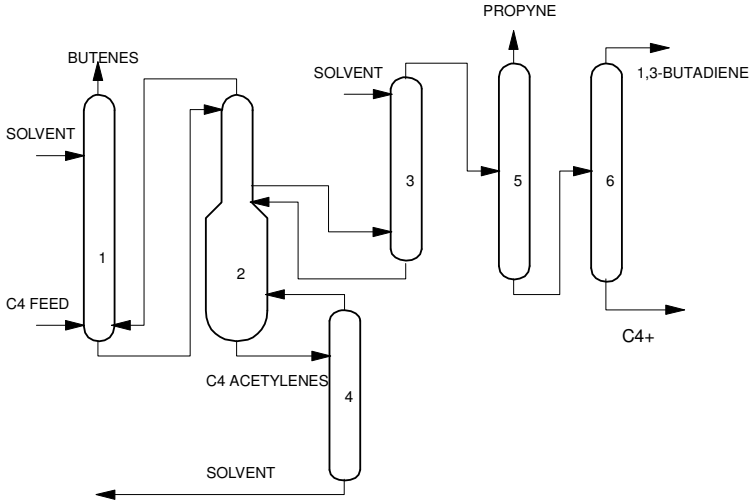 PROPYNE
BUTENES
SOLVENT
1,3-BUTADIENE
SOLVENT
3
5
6
1
2
C4 FEED
C4+
C4 ACETYLENES
4
SOLVENT